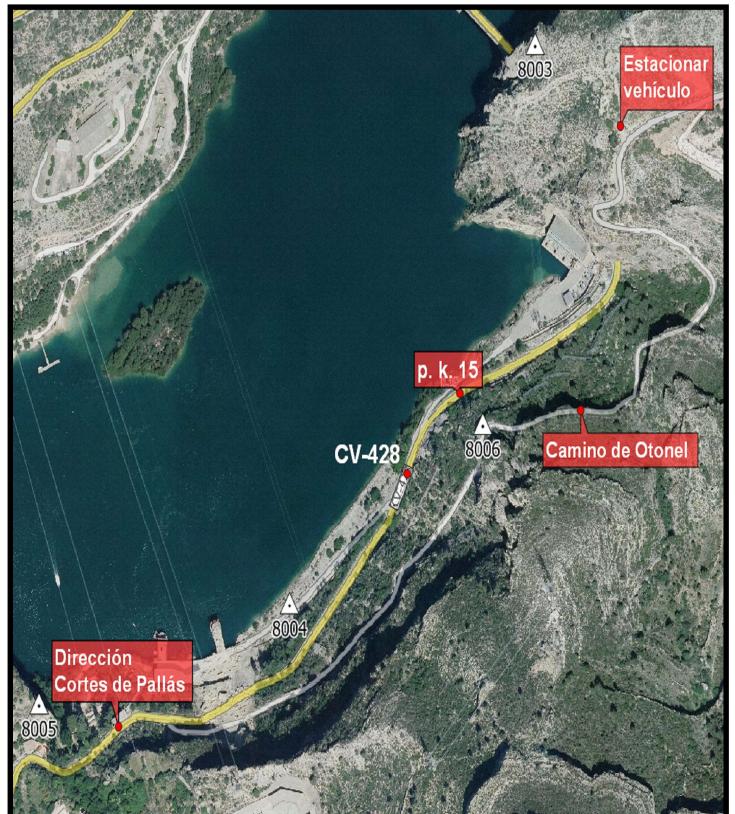 8003
Estacionar
vehículo
p. k. 15
CV-428
8006
Camino de Otonel
8004
Dirección
Cortes de Pallás
8005